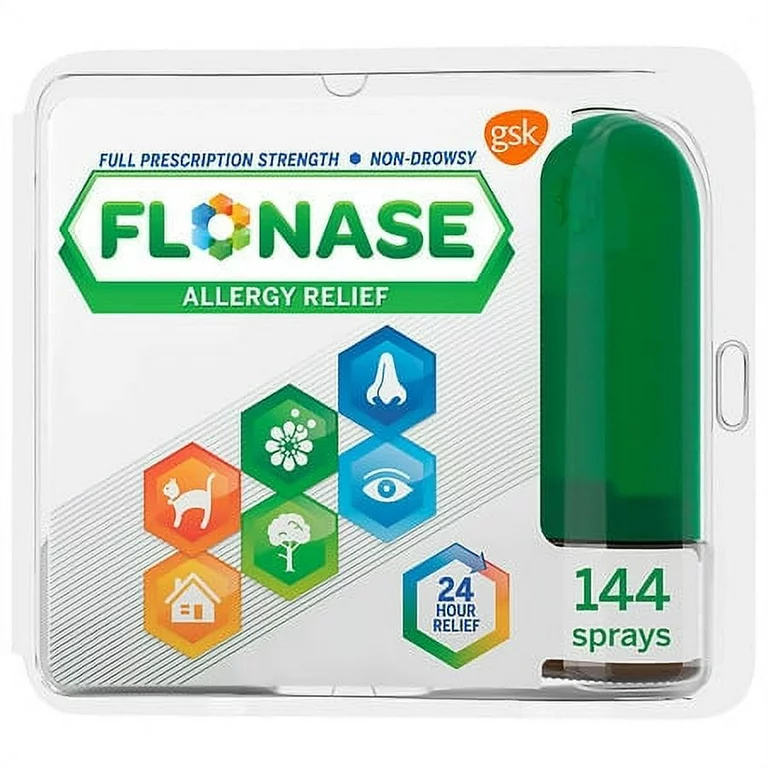 gsk
FULL PRESCRIPTION STRENGTH • NON-DROWSY
FLONASE
ALLERGY RELIEF
24
HOUR
RELIEF
144
sprays